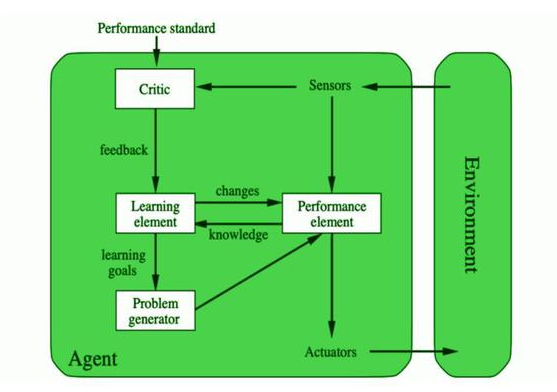 Performance standard
Critic
Sensors
feedback
changes
Learning
element
Performance
element
knowledge
learning
goals
Problem
generator
Actuators
Agent
Environment